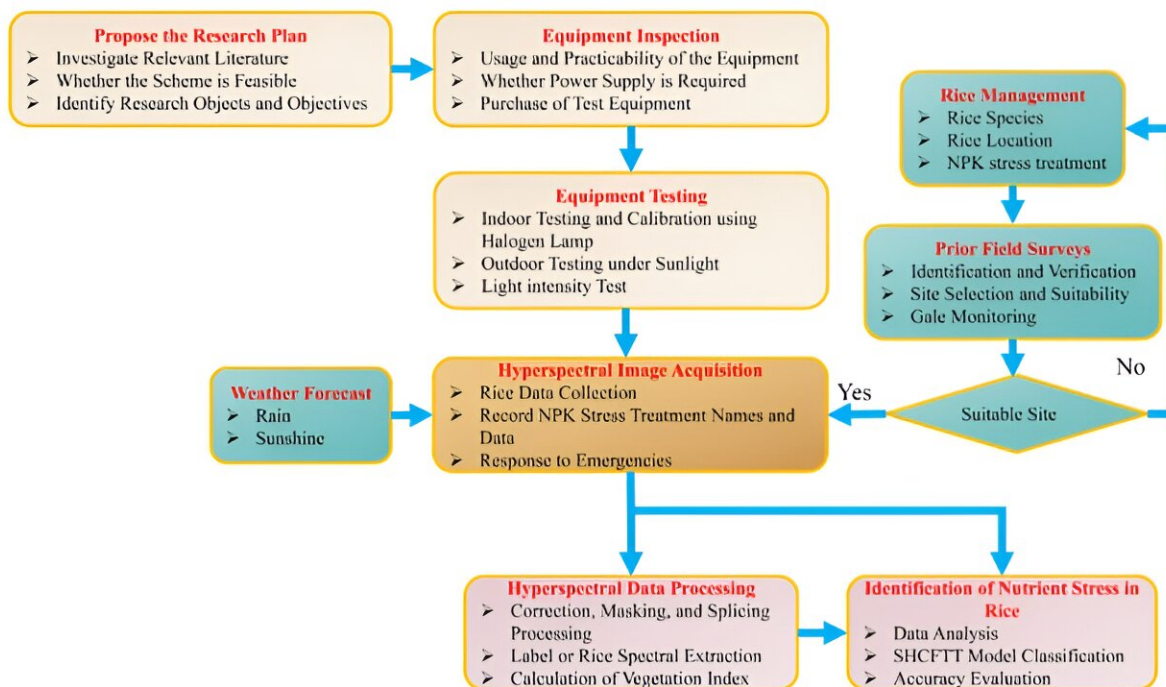 Propose the Research Plan
➢ Investigate Relevant Literature
➢ Whether the Scheme is Feasible
➢ Identify Research Objects and Objectives
Equipment Inspection
➢ Usage and Practicability of the Equipment
➢ Whether Power Supply is Required
➢ Purchase of Test Equipment
Rice Management
➢ Rice Species
➢ Rice Location
➢ NPK stress treatment
Equipment Testing
➢ Indoor Testing and Calibration using
Halogen Lamp
➢ Outdoor Testing under Sunlight
➢ Light intensity Test
Prior Field Surveys
➢ Identification and Verification
➢ Site Selection and Suitability
➢ Gale Monitoring
Weather Forecast
➢ Rain
➢ Sunshine
Hyperspectral Image Acquisition
➢ Rice Data Collection
➢ Record NPK Stress Treatment Names and
Data
➢ Response to Emergencies
Yes
Suitable Site
No
Hyperspectral Data Processing
➢ Correction, Masking, and Splicing
Processing
➢ Label or Rice Spectral Extraction
➢ Calculation of Vegetation Index
Identification of Nutrient Stress in
Rice
➢ Data Analysis
➢ SHCFTT Model Classification
➢ Accuracy Evaluation